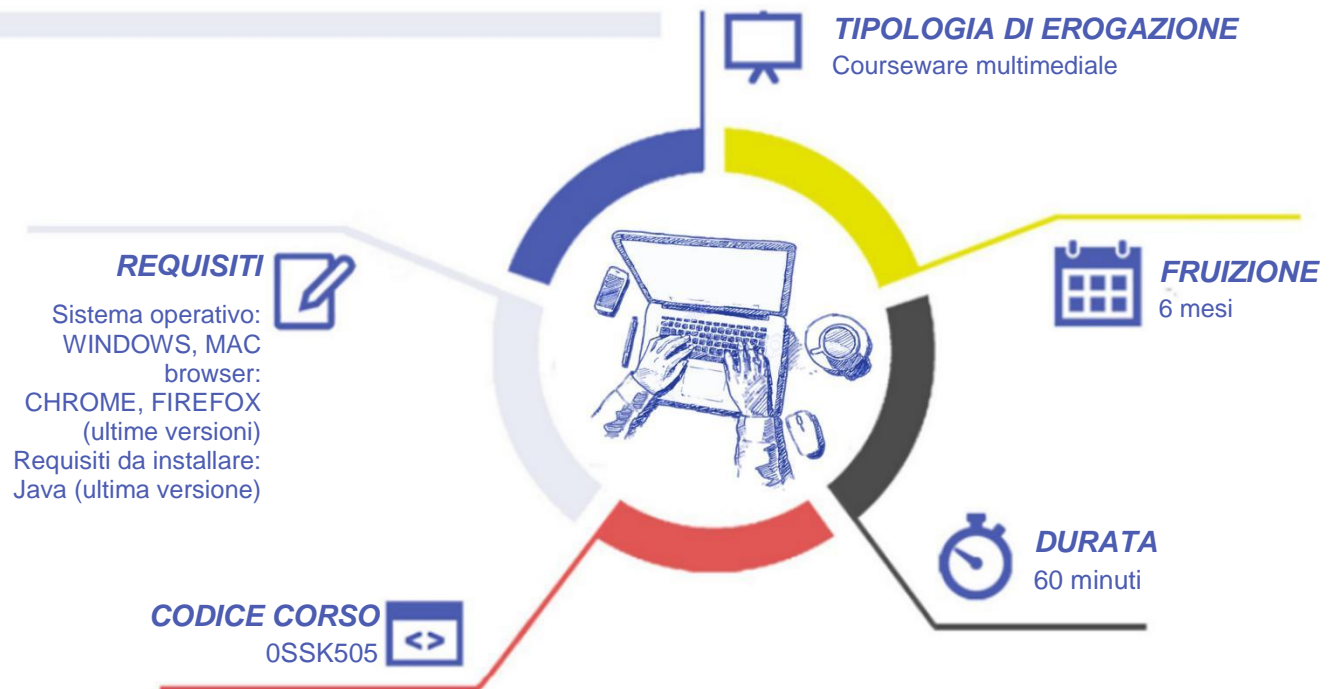 TIPOLOGIA DI EROGAZIONE
Courseware multimediale
REQUISITI
Sistema operativo:
WINDOWS, MAC
browser:
CHROME, FIREFOX
(ultime versioni)
Requisiti da installare:
Java (ultima versione)
FRUIZIONE
6 mesi
DURATA
60 minuti
CODICE CORSO
0SSK505